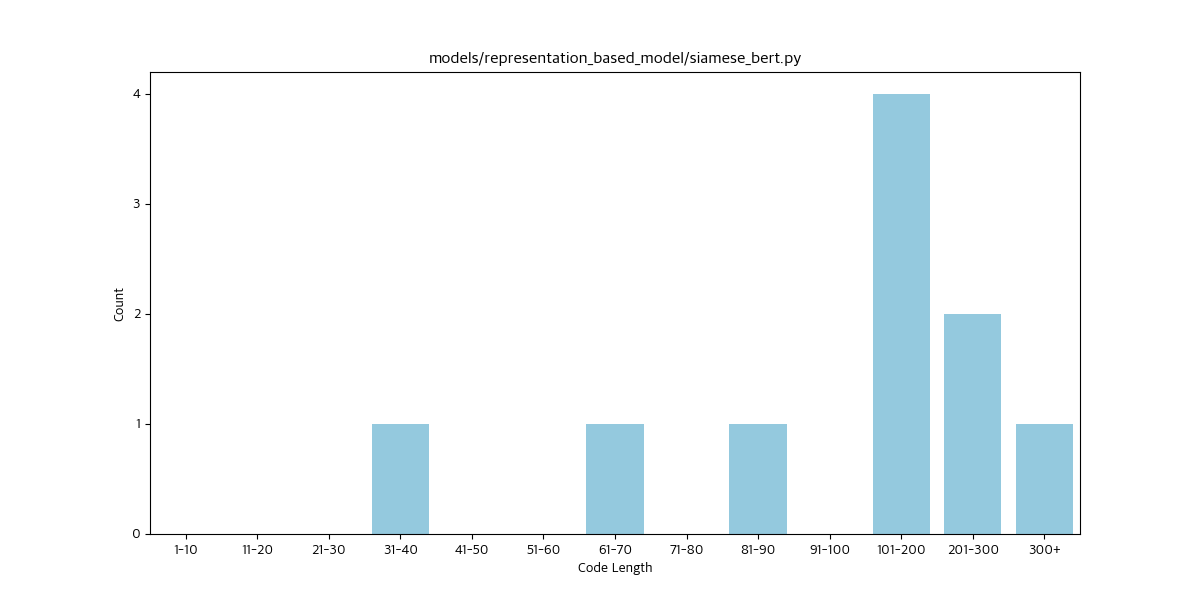 models/representation_based_model/siamese_bert.py
4
3
2
1
0
Count
1-10 11-20 21-30 31-40 41-50 51-60 61-70 71-80 81-90 91-100 101-200 201-300 300+
Code Length